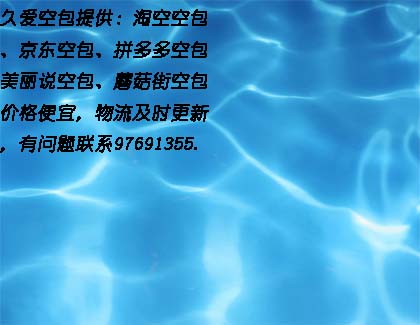 久爱空包提供：淘空空包
、京东空包、拼多多空包
美丽说空包、蘑菇街空包
价格便宜，物流及时更新
，有问题联系97691355.